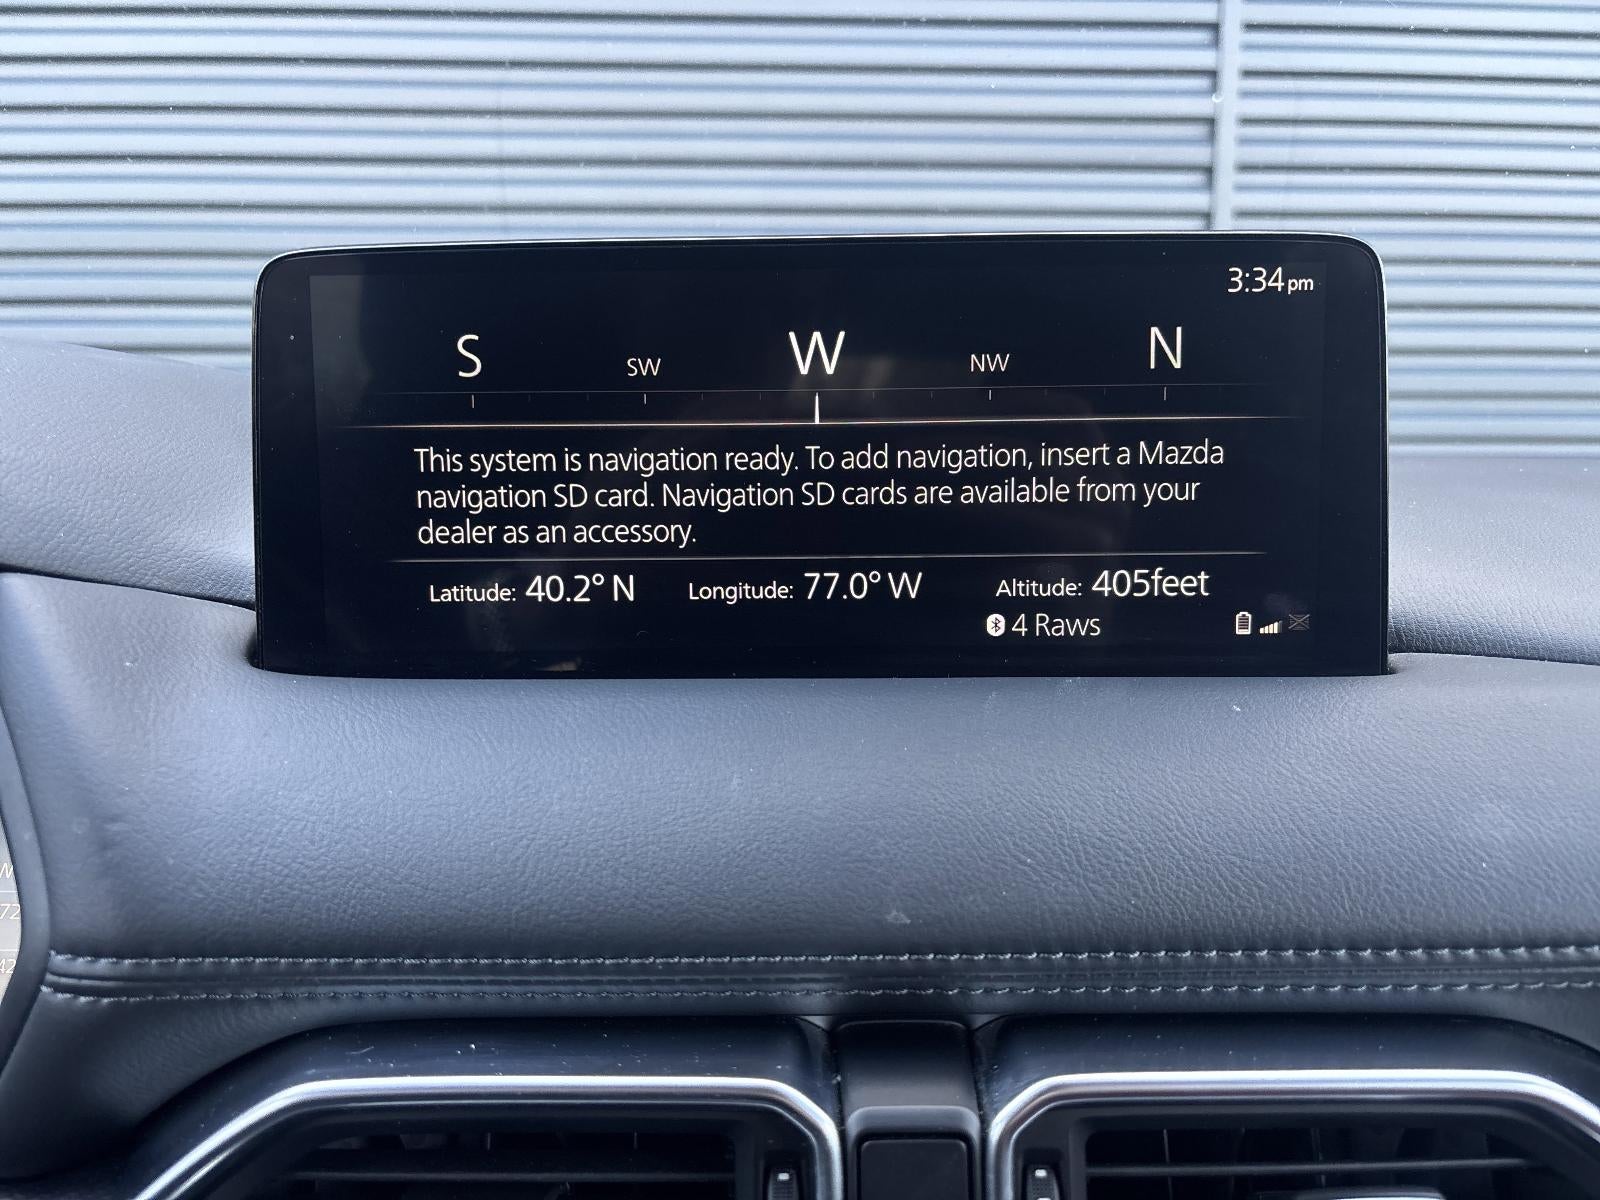 3:34pm
S SW W NW N
This system is navigation ready. To add navigation, insert a Mazda
navigation SD card. Navigation SD cards are available from your
dealer as an accessory.
Latitude: 40.2° N Longitude: 77.0° W Altitude: 405feet
4 Raws
W
72
42